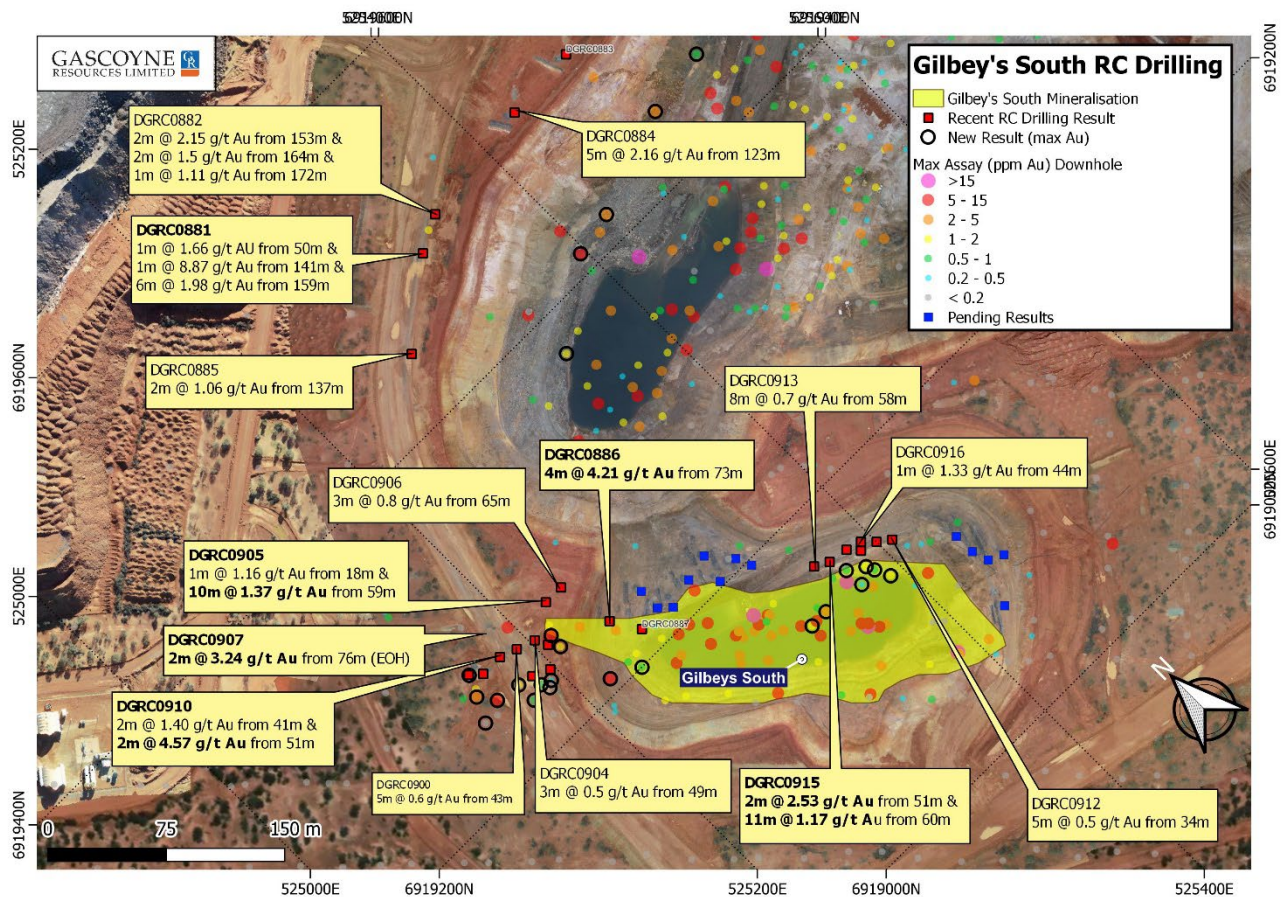 6919600N
6919400N
6919200N
GASCOYNE
RESOURCES LIMITED
DGRC0883
Gilbey's South RC Drilling
Gilbey's South Mineralisation
Recent RC Drilling Result
New Result (max Au)
Max Assay (ppm Au) Downhole
>15
5 - 15
2 - 5
1 - 2
0.5 - 1
0.2 - 0.5
< 0.2
Pending Results
DGRC0882
2m @ 2.15 g/t Au from 153m &
2m @ 1.5 g/t Au from 164m &
1m @ 1.11 g/t Au from 172m
DGRC0884
5m @ 2.16 g/t Au from 123m
525200E
DGRC0881
1m @ 1.66 g/t AU from 50m &
1m @ 8.87 g/t Au from 141m &
6m @ 1.98 g/t Au from 159m
DGRC0885
2m @ 1.06 g/t Au from 137m
6919600N
DGRC0913
8m @ 0.7 g/t Au from 58m
DGRC0886
4m @ 4.21 g/t Au from 73m
DGRC0916
1m @ 1.33 g/t Au from 44m
DGRC0906
3m @ 0.8 g/t Au from 65m
DGRC0905
1m @ 1.16 g/t Au from 18m &
10m @ 1.37 g/t Au from 59m
525000E
DGRC0887
DGRC0907
2m @ 3.24 g/t Au from 76m (EOH)
Gilbeys South
DGRC0910
2m @ 1.40 g/t Au from 41m &
2m @ 4.57 g/t Au from 51m
N
DGRC0900
5m @ 0.6 g/t Au from 43m
DGRC0904
3m @ 0.5 g/t Au from 49m
DGRC0915
2m @ 2.53 g/t Au from 51m &
11m @ 1.17 g/t Au from 60m
DGRC0912
5m @ 0.5 g/t Au from 34m
0 75 150 m
6919400N
525000E
6919200N
525200E
6919000N
525400E